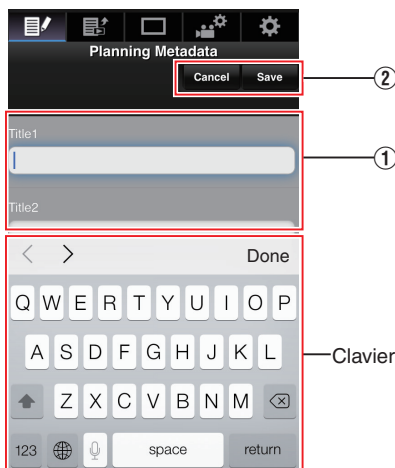 Planning Metadata
Cancel Save
②
Title1
①
Title2
Done
Q W E R T Y U I O P
A S D F G H J K L
Clavier
Z X C V B N M
123 space return